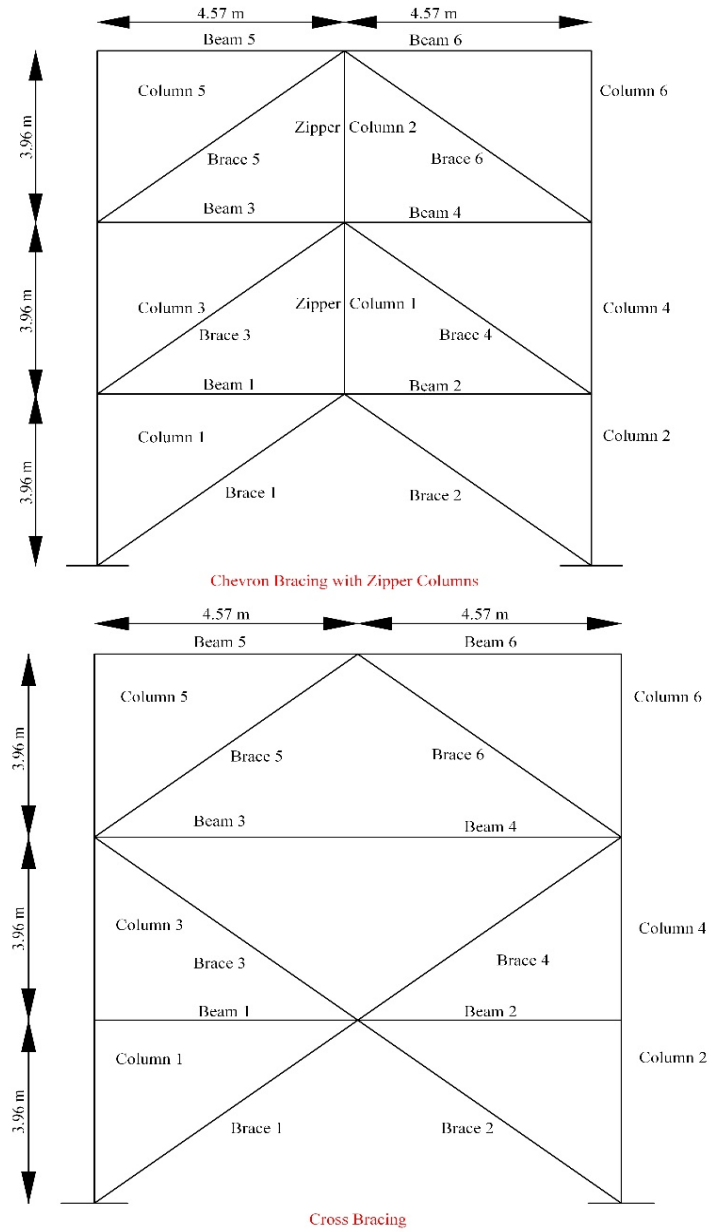 4.57 m 4.57 m
Beam 5 Beam 6
Column 5 Column 6
3.96 m
Zipper Column 2
Brace 5 Brace 6
Beam 3 Beam 4
Column 3 Column 4
3.96 m
Zipper Column 1
Brace 3 Brace 4
Beam 1 Beam 2
Column 1 Column 2
3.96 m
Brace 1 Brace 2
Chevron Bracing with Zipper Columns
4.57 m 4.57 m
Beam 5 Beam 6
Column 5 Column 6
3.96 m
Brace 5 Brace 6
Beam 3 Beam 4
Column 3 Column 4
3.96 m
Brace 3 Brace 4
Beam 1 Beam 2
Column 1 Column 2
3.96 m
Brace 1 Brace 2
Cross Bracing